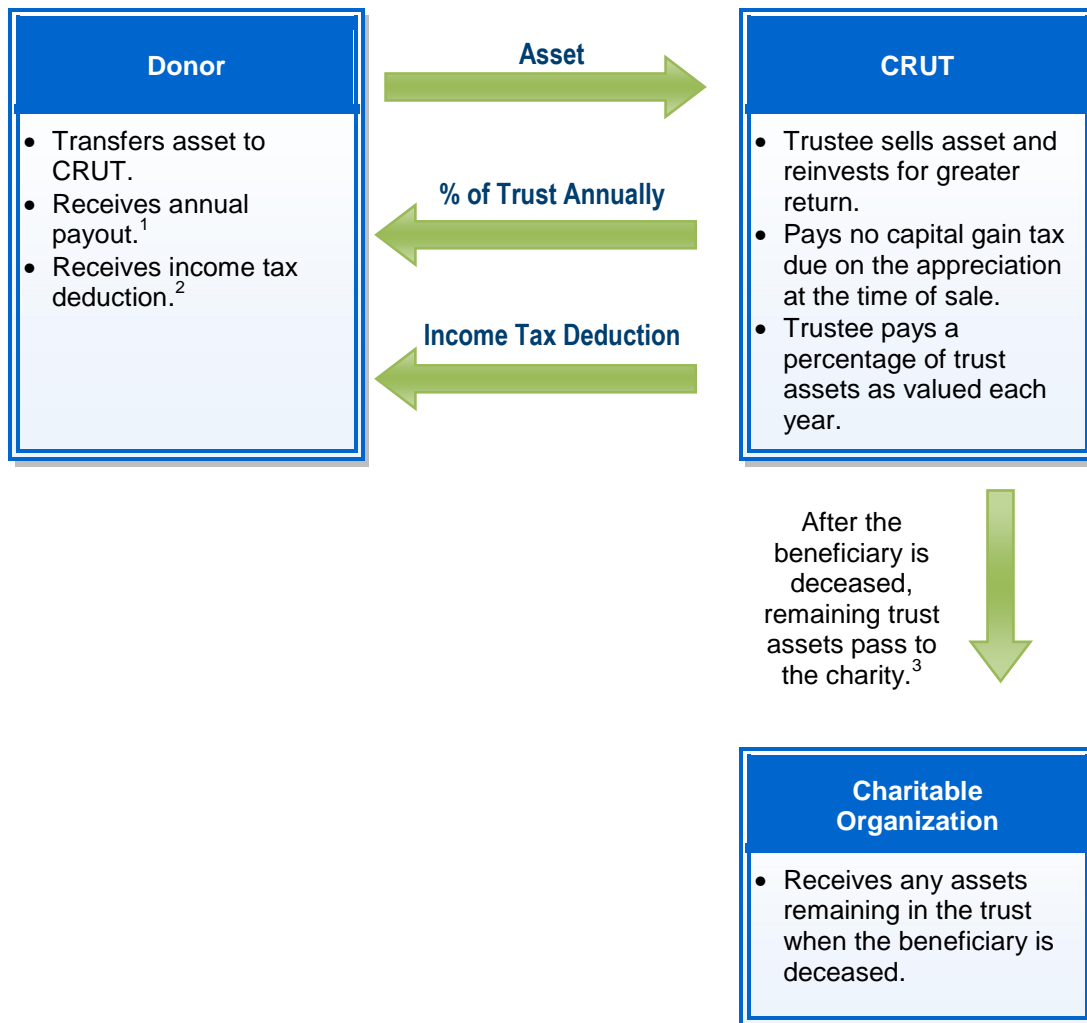 Donor
• Transfers asset to
CRUT.
• Receives annual
payout.¹
• Receives income tax
deduction.²
Asset
% of Trust Annually
Income Tax Deduction
CRUT
• Trustee sells asset and
reinvests for greater
return.
• Pays no capital gain tax
due on the appreciation
at the time of sale.
• Trustee pays a
percentage of trust
assets as valued each
year.
After the
beneficiary is
deceased,
remaining trust
assets pass to
the charity.³
Charitable
Organization
• Receives any assets
remaining in the trust
when the beneficiary is
deceased.